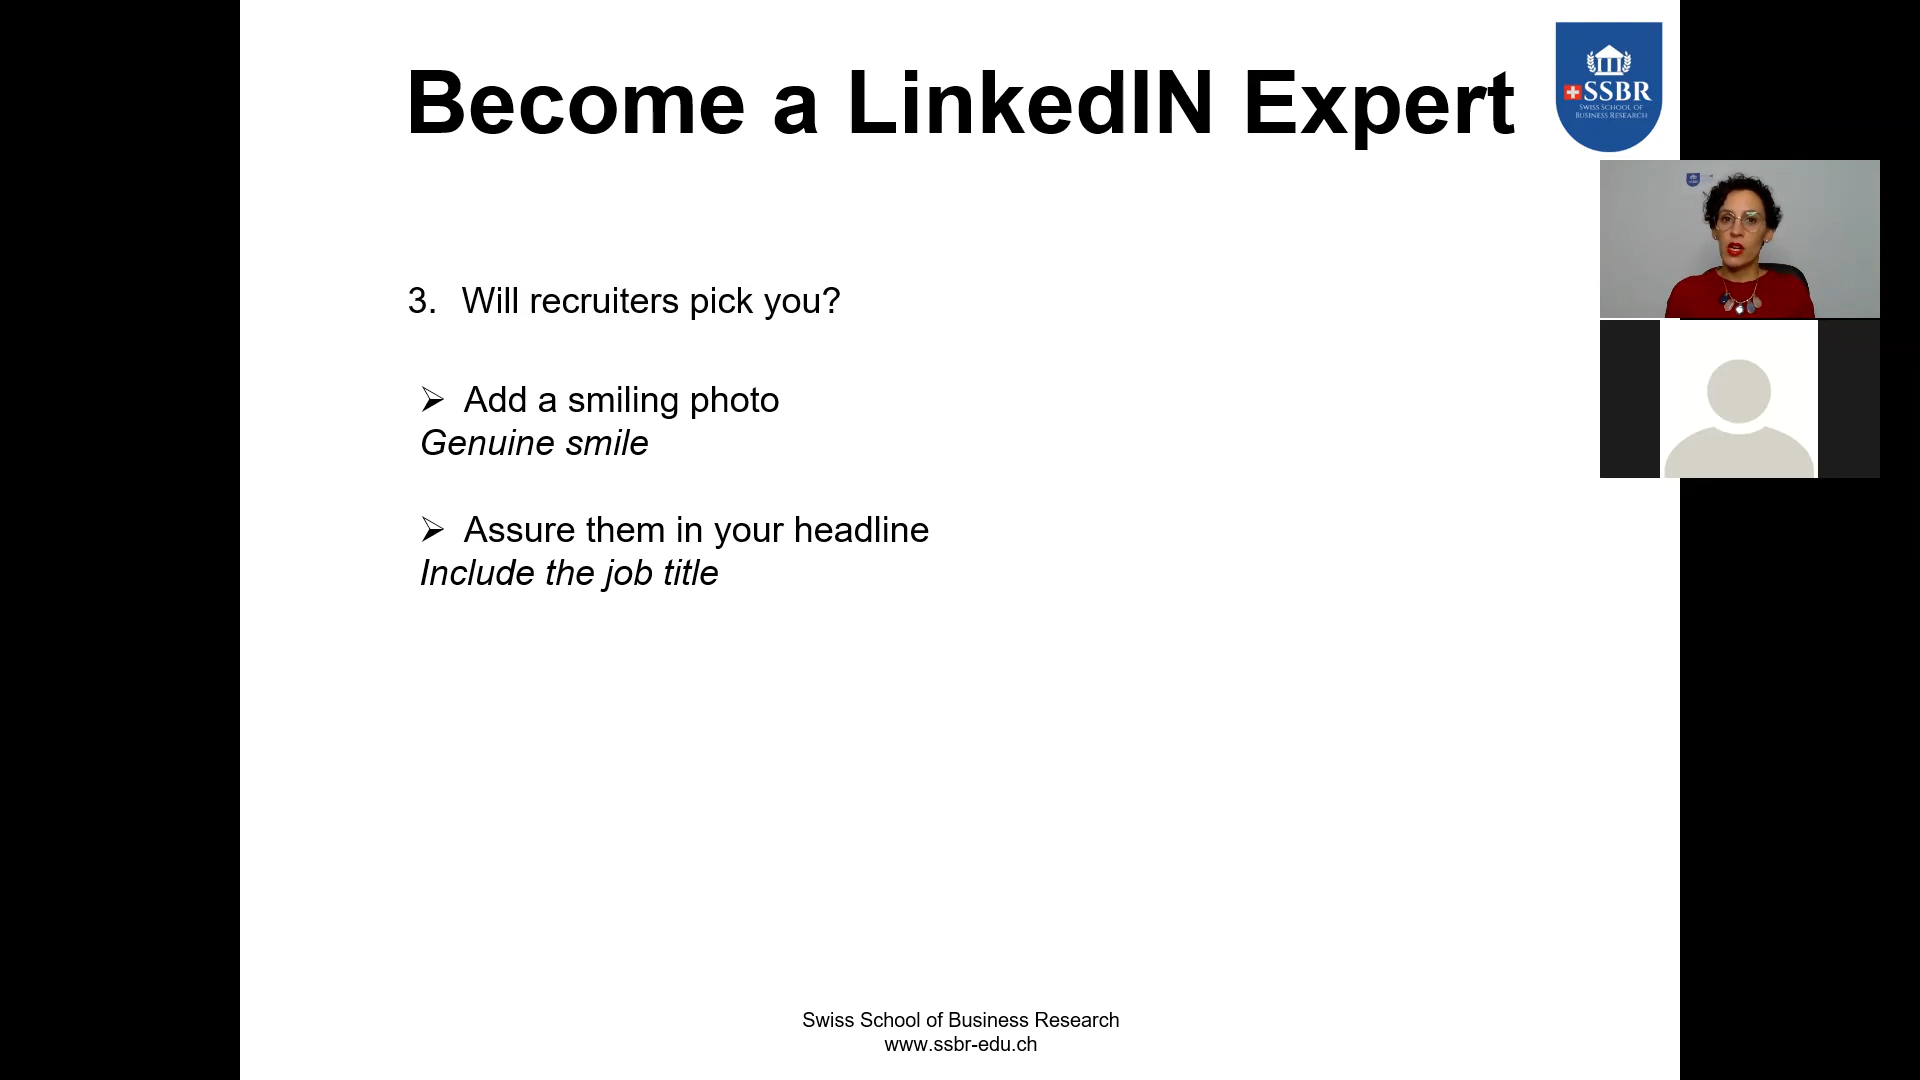 Become a LinkedIN Expert
SSBR
SWISS SCHOOL OF
BUSINESS RESEARCH
3. Will recruiters pick you?
➢ Add a smiling photo
Genuine smile
➢ Assure them in your headline
Include the job title
Swiss School of Business Research
www.ssbr-edu.ch